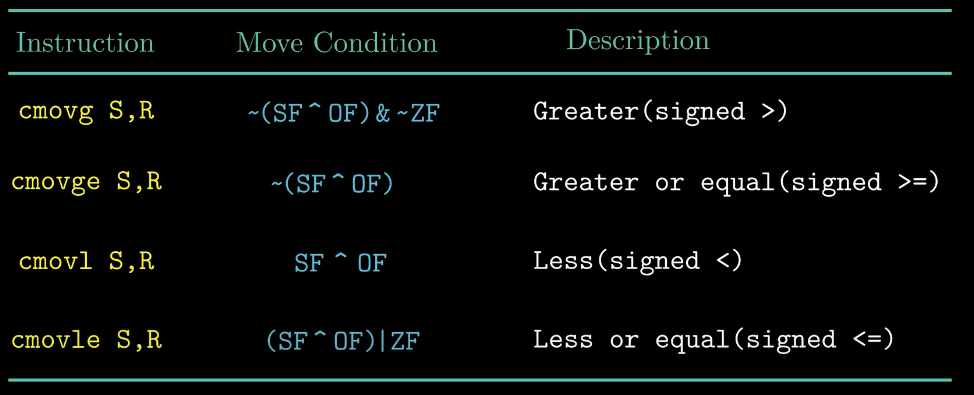 Instruction Move Condition Description
cmovg S,R ~(SF ^ OF) & ~ZF Greater(signed >)
cmovge S,R ~(SF ^ OF) Greater or equal(signed >=)
cmovl S,R SF ^ OF Less(signed <)
cmovle S,R (SF ^ OF)|ZF Less or equal(signed <=)